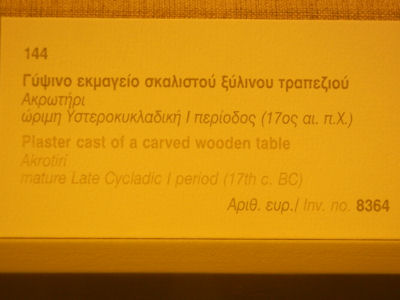 144
Γύψινο εκμαγείο σκαλιστού ξύλινου τραπεζιού
Ακρωτήρι
ώριμη Υστεροκυκλαδική Ι περίοδος (17ος αι. π.Χ.)
Plaster cast of a carved wooden table
Akrotiri
mature Late Cycladic I period (17th c. BC)
Αριθ. ευρ./ Inv. no. 8364